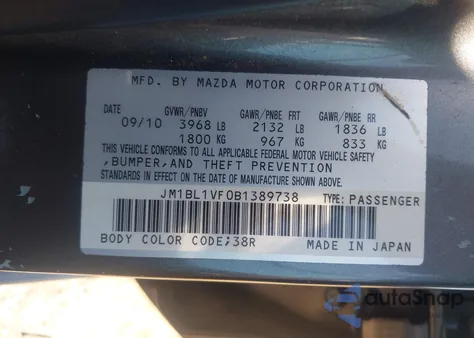 MFD. BY MAZDA MOTOR CORPORATION
DATE GVWR/PNBV GAWR/PNBE FRT GAWR/PNBE RR
09/10 3968 LB 2132 LB 1836 LB
1800 KG 967 KG 833 KG
THIS VEHICLE CONFORMS TO ALL APPLICABLE FEDERAL MOTOR VEHICLE SAFETY
,BUMPER,AND THEFT PREVENTION
STANDARDS IN EFFECT ON THE DATE OF MANUFACTURE SHOWN ABOVE.
JM1BL1VF0B1389738 TYPE: PASSENGER
BODY COLOR CODE;38R MADE IN JAPAN
autoSnap